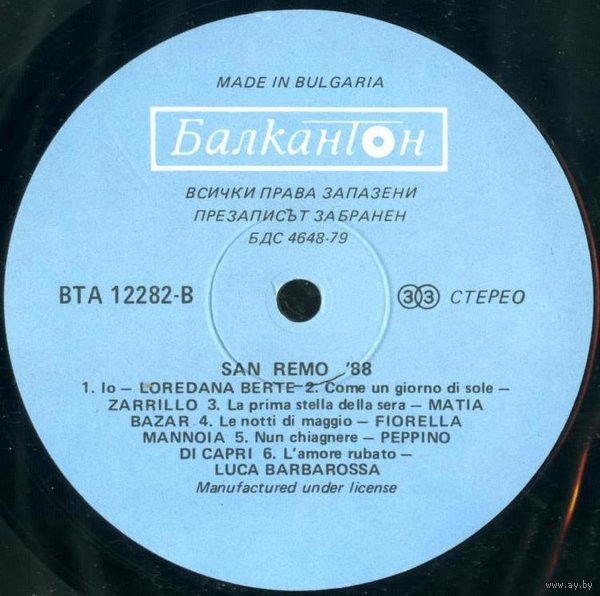 MADE IN BULGARIA
БалканТон
ВСИЧКИ ПРАВА ЗАПАЗЕНИ
ПРЕЗАПИСЪТ ЗАБРАНЕН
БДС 4648-79
ВТА 12282-В
33 СТЕРЕО
SAN REMO '88
1. Io — LOREDANA BERTE 2. Come un giorno di sole —
ZARRILLO 3. La prima stella della sera — MATIA
BAZAR 4. Le notti di maggio — FIORELLA
MANNOIA 5. Nun chiagnere — PEPPINO
DI CAPRI 6. L'amore rubato —
LUCA BARBAROSSA
Manufactured under license
www.ay.by